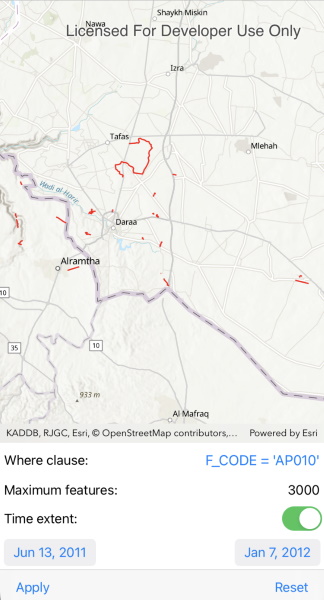 Shaykh Miskin
Nawa
Licensed For Developer Use Only
Izra
Tafas
Mlehah
Wadi al-Harir
Daraa
Alramtha
10
35
10
933 m
Al Mafraq
KADDB, RJGC, Esri, © OpenStreetMap contributors,... Powered by Esri
Where clause: F_CODE = 'AP010'
Maximum features: 3000
Time extent:
Jun 13, 2011 Jan 7, 2012
Apply Reset